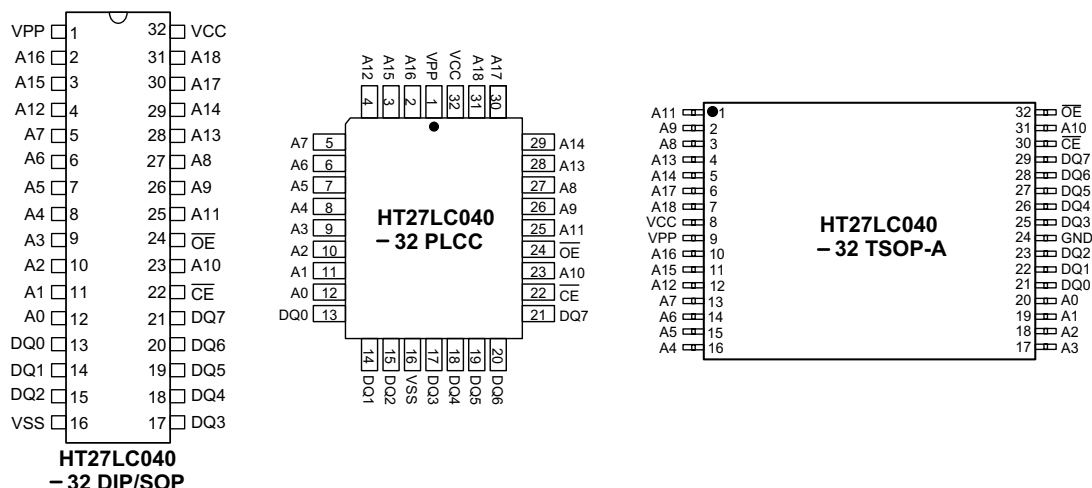 VPP 1 32 VCC
A16 2 31 A18
A15 3 30 A17
A12 4 29 A14
A7 5 28 A13
A6 6 27 A8
A5 7 26 A9
A4 8 25 A11
A3 9 24 OE
A2 10 23 A10
A1 11 22 CE
A0 12 21 DQ7
DQ0 13 20 DQ6
DQ1 14 19 DQ5
DQ2 15 18 DQ4
VSS 16 17 DQ3
HT27LC040
– 32 DIP/SOP
A12 A15 A16 VPP VCC A18 A17
4 3 2 1 32 31 30
A7 5 29 A14
A6 6 28 A13
A5 7 27 A8
A4 8 26 A9
A3 9 25 A11
A2 10 24 OE
A1 11 23 A10
A0 12 22 CE
DQ0 13 21 DQ7
HT27LC040
– 32 PLCC
14 15 16 17 18 19 20
DQ1 DQ2 VSS DQ3 DQ4 DQ5 DQ6
A11 1 32 OE
A9 2 31 A10
A8 3 30 CE
A13 4 29 DQ7
A14 5 28 DQ6
A17 6 27 DQ5
A18 7 26 DQ4
VCC 8 25 DQ3
VPP 9 24 GND
A16 10 23 DQ2
A15 11 22 DQ1
A12 12 21 DQ0
A7 13 20 A0
A6 14 19 A1
A5 15 18 A2
A4 16 17 A3
HT27LC040
– 32 TSOP-A